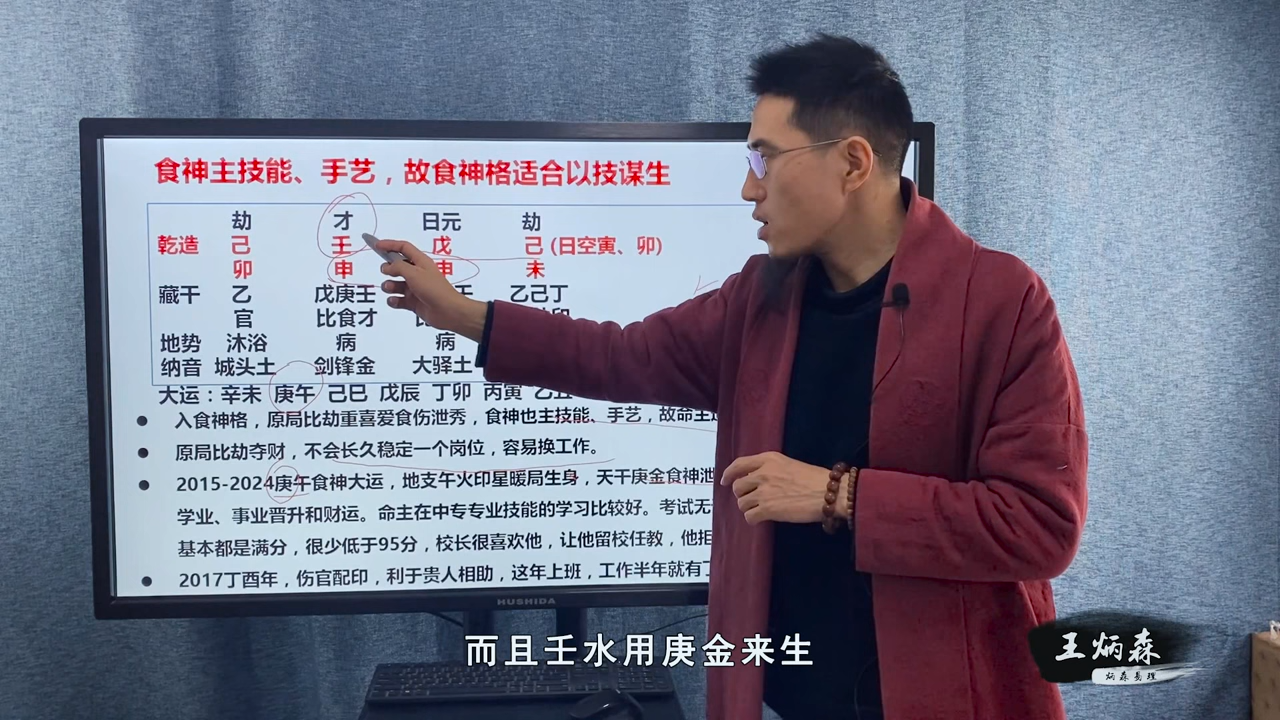 食神主技能、手艺，故食神格适合以技谋生
劫 才 日元 劫
乾造 己 壬 戊 己 (日空寅、卯)
卯 申 申 未
藏干 乙 戊庚壬 壬 乙己丁
官 比食才 比 印
地势 沐浴 病 病
纳音 城头土 剑锋金 大驿土
大运：辛未 庚午 己巳 戊辰 丁卯 丙寅 乙丑
● 入食神格，原局比劫重喜爱食伤泄秀，食神也主技能、手艺，故命主
● 原局比劫夺财，不会长久稳定一个岗位，容易换工作。
● 2015-2024庚午食神大运，地支午火印星暖局生身，天干庚金食神泄
学业、事业晋升和财运。命主在中专专业技能的学习比较好。考试无
基本都是满分，很少低于95分，校长很喜欢他，让他留校任教，他拒
● 2017丁酉年，伤官配印，利于贵人相助，这年上班，工作半年就有
HUSHIDA
而且壬水用庚金来生
王炳森
炳森易理